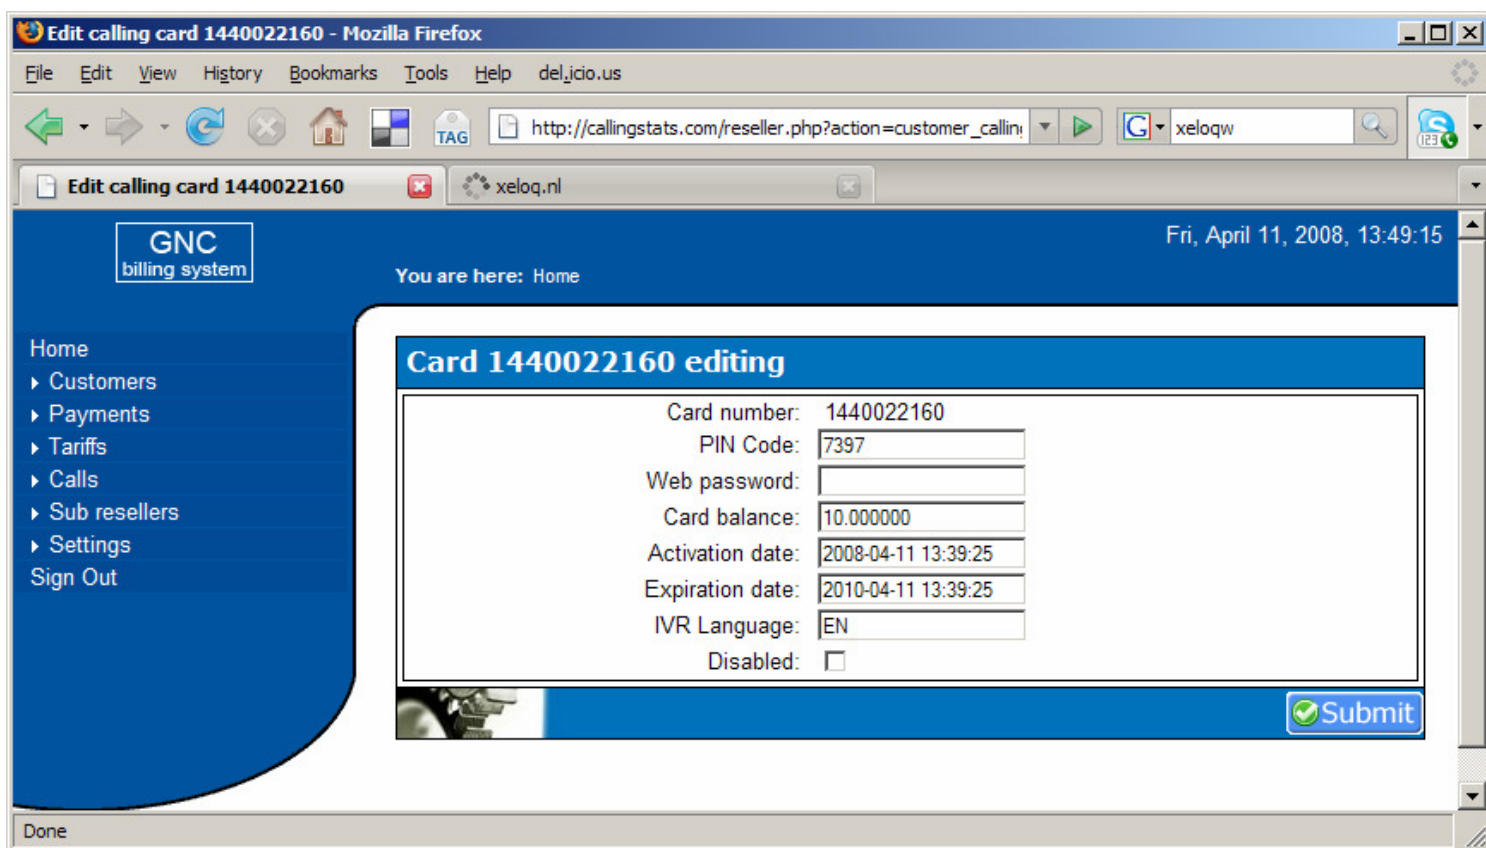 Edit calling card 1440022160 - Mozilla Firefox
File Edit View History Bookmarks Tools Help del.icio.us
TAG http://callingstats.com/reseller.php?action=customer_calling G xeloqw 123
Edit calling card 1440022160 xeloq.nl
GNC
billing system
Fri, April 11, 2008, 13:49:15
You are here: Home
Home
Customers
Payments
Tariffs
Calls
Sub resellers
Settings
Sign Out
Card 1440022160 editing
Card number: 1440022160
PIN Code: 7397
Web password:
Card balance: 10.000000
Activation date: 2008-04-11 13:39:25
Expiration date: 2010-04-11 13:39:25
IVR Language: EN
Disabled:
Submit
Done